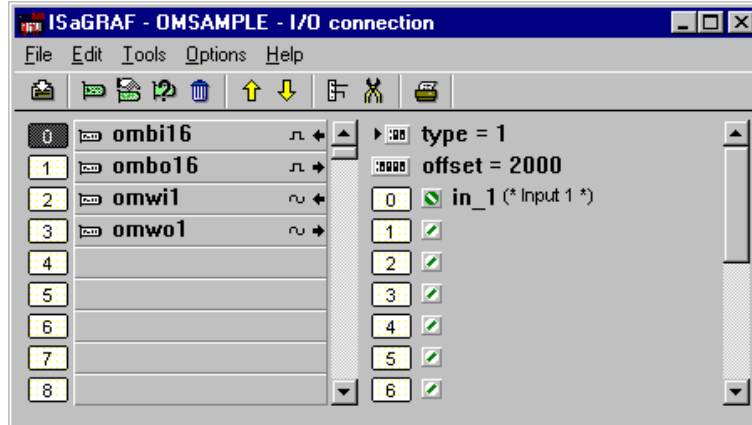 ISaGRAF - OMSAMPLE - I/O connection
File Edit Tools Options Help
0 ombi16 type = 1
1 ombo16 offset = 2000
2 omwi1 0 in_1 (* Input 1 *)
3 omwo1 1
4 2
5 3
6 4
7 5
8 6